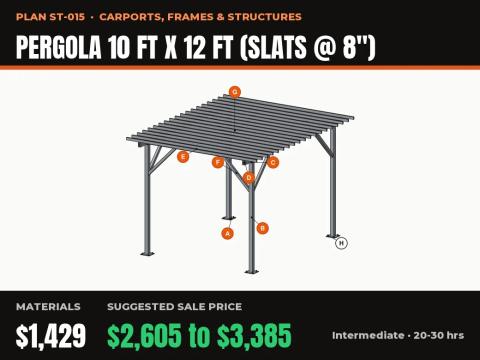 PLAN ST-015 · CARPORTS, FRAMES & STRUCTURES
PERGOLA 10 FT X 12 FT (SLATS @ 8")
G
E
F
C
D
A
B
H
MATERIALS
SUGGESTED SALE PRICE
$1,429
$2,605 to $3,385
Intermediate · 20-30 hrs